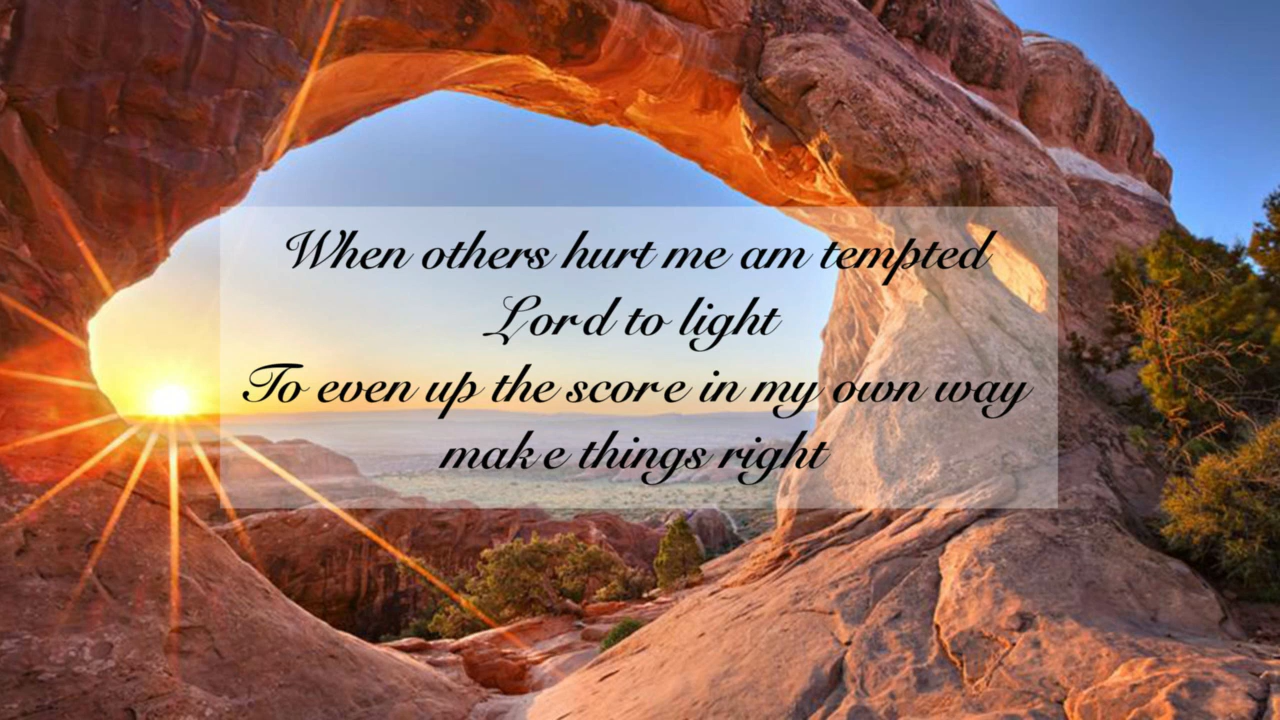 When others hurt me am tempted
Lord to light
To even up the score in my own way
make things right